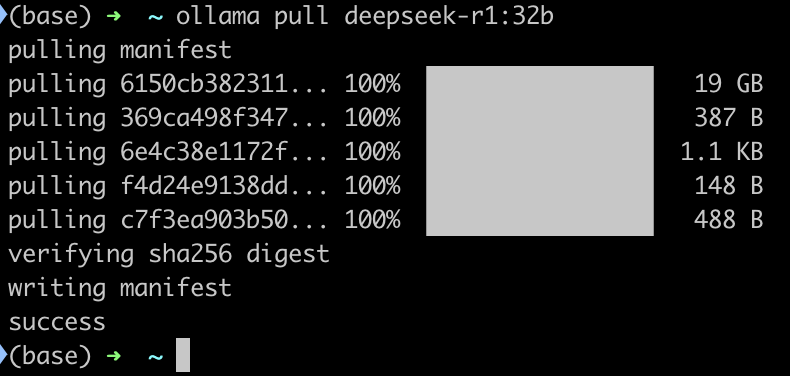 (base) ➜ ~ ollama pull deepseek-r1:32b
pulling manifest
pulling 6150cb382311... 100% 19 GB
pulling 369ca498f347... 100% 387 B
pulling 6e4c38e1172f... 100% 1.1 KB
pulling f4d24e9138dd... 100% 148 B
pulling c7f3ea903b50... 100% 488 B
verifying sha256 digest
writing manifest
success
(base) ➜ ~